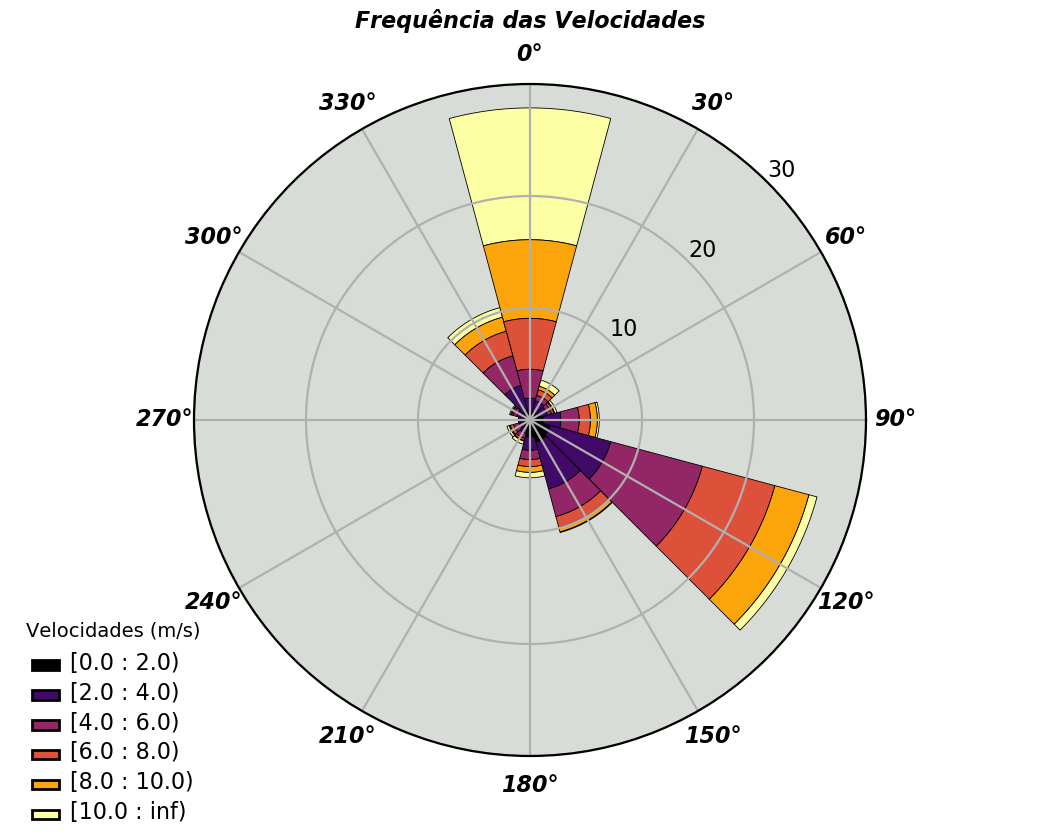 Frequência das Velocidades
0°
330°
30°
30
300°
60°
20
10
270°
90°
240°
120°
210°
150°
180°
Velocidades (m/s)
[0.0 : 2.0)
[2.0 : 4.0)
[4.0 : 6.0)
[6.0 : 8.0)
[8.0 : 10.0)
[10.0 : inf)